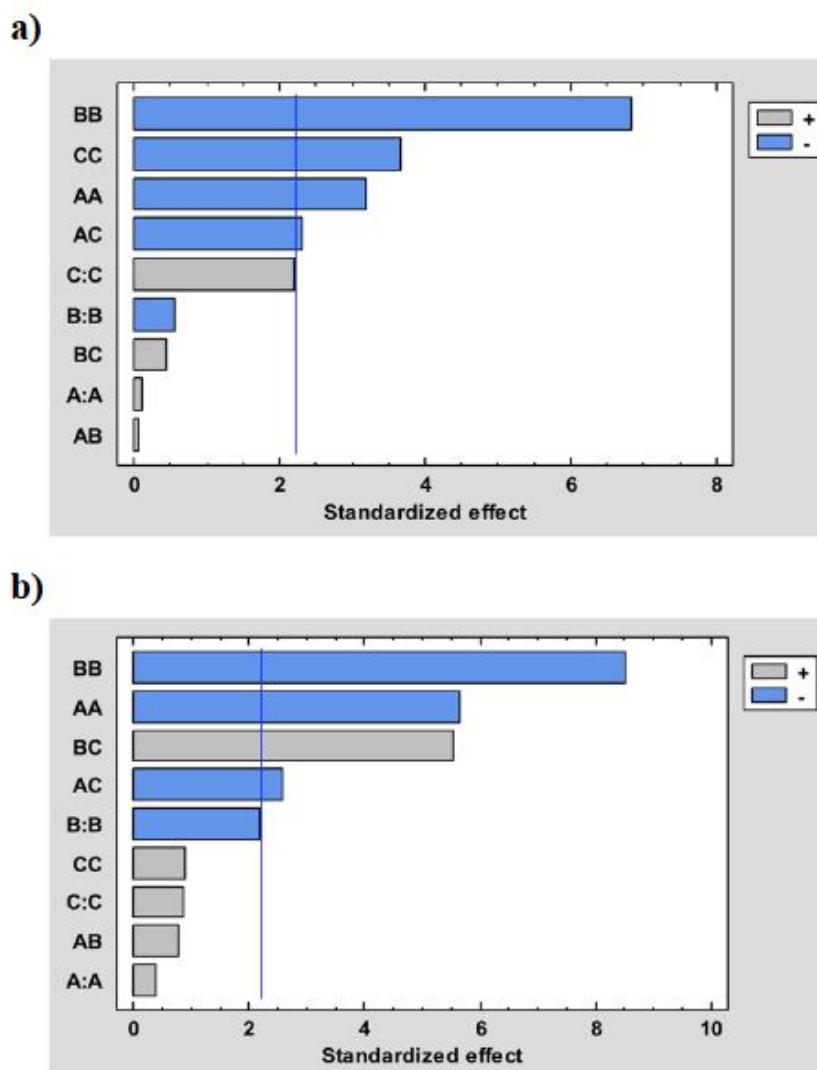 a)
BB
+
-
CC
AA
AC
C:C
B:B
BC
A:A
AB
0 2 4 6 8
Standardized effect
b)
BB
+
-
AA
BC
AC
B:B
CC
C:C
AB
A:A
0 2 4 6 8 10
Standardized effect